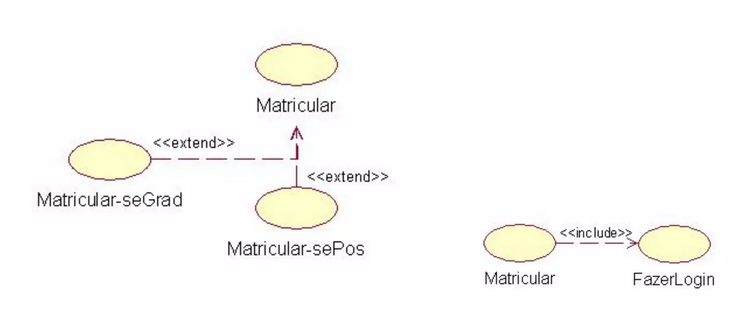 Matricular
<<extend>>
Matricular-seGrad
<<extend>>
Matricular-sePos
<<include>>
Matricular
FazerLogin